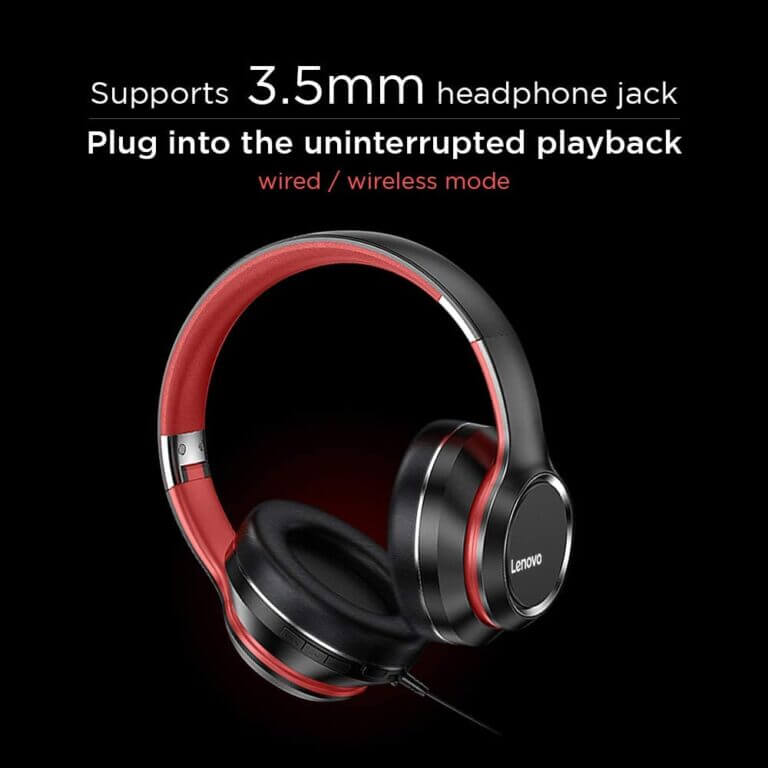 Supports 3.5mm headphone jack
Plug into the uninterrupted playback
wired / wireless mode
Lenovo